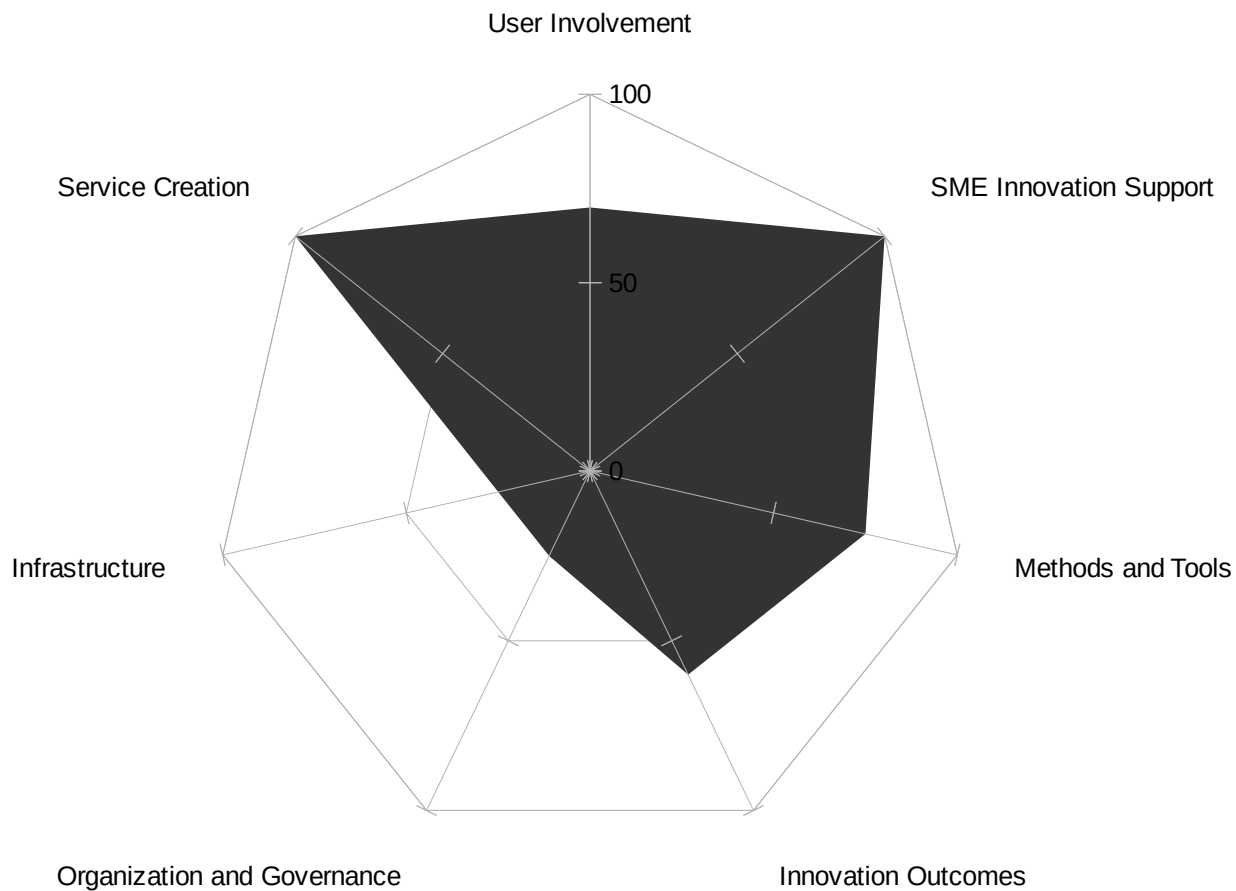 User Involvement
100
Service Creation
SME Innovation Support
50
0
Infrastructure
Methods and Tools
Organization and Governance
Innovation Outcomes